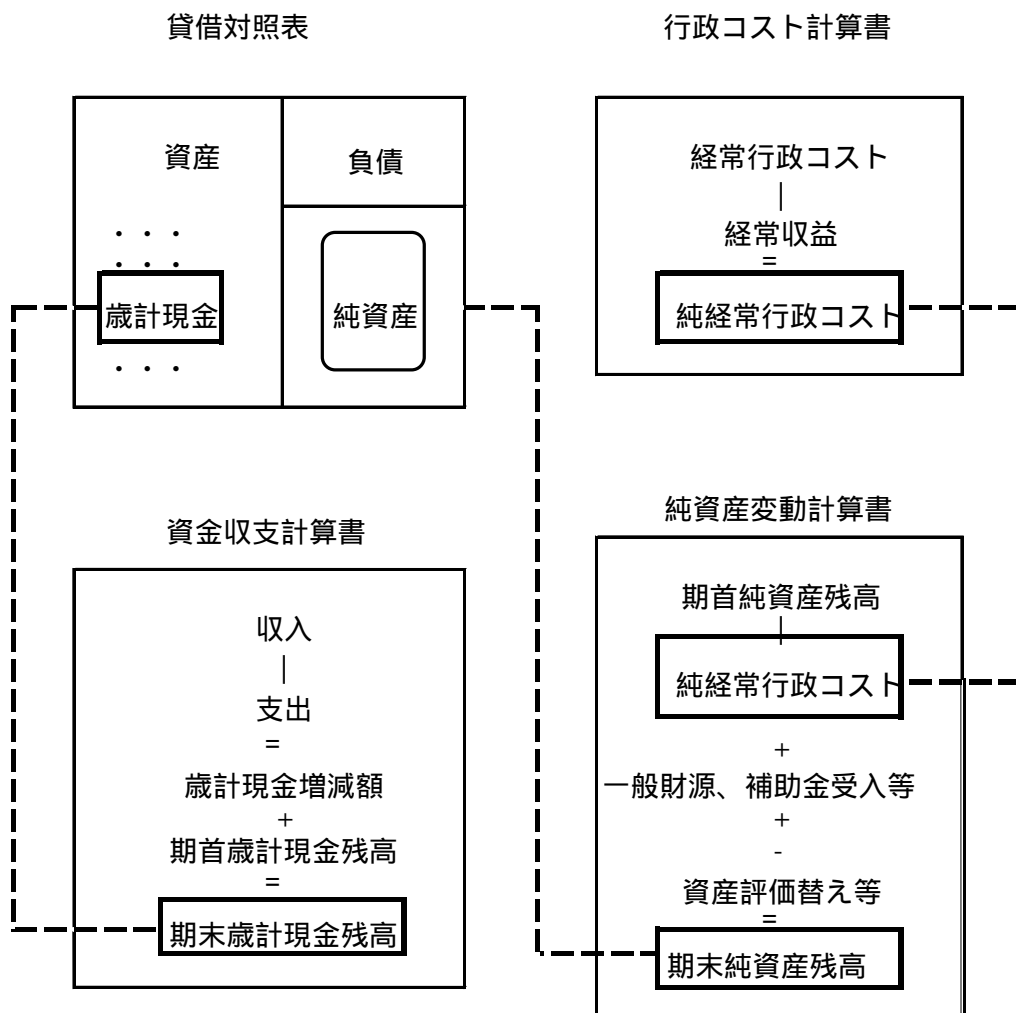 貸借対照表
資産
負債
・・・
・・・
歳計現金
純資産
・・・
行政コスト計算書
経常行政コスト
|
経常収益
=
純経常行政コスト
資金収支計算書
収入
|
支出
=
歳計現金増減額
+
期首歳計現金残高
=
期末歳計現金残高
純資産変動計算書
期首純資産残高
|
純経常行政コスト
+
一般財源、補助金受入等
+
-
資産評価替え等
=
期末純資産残高